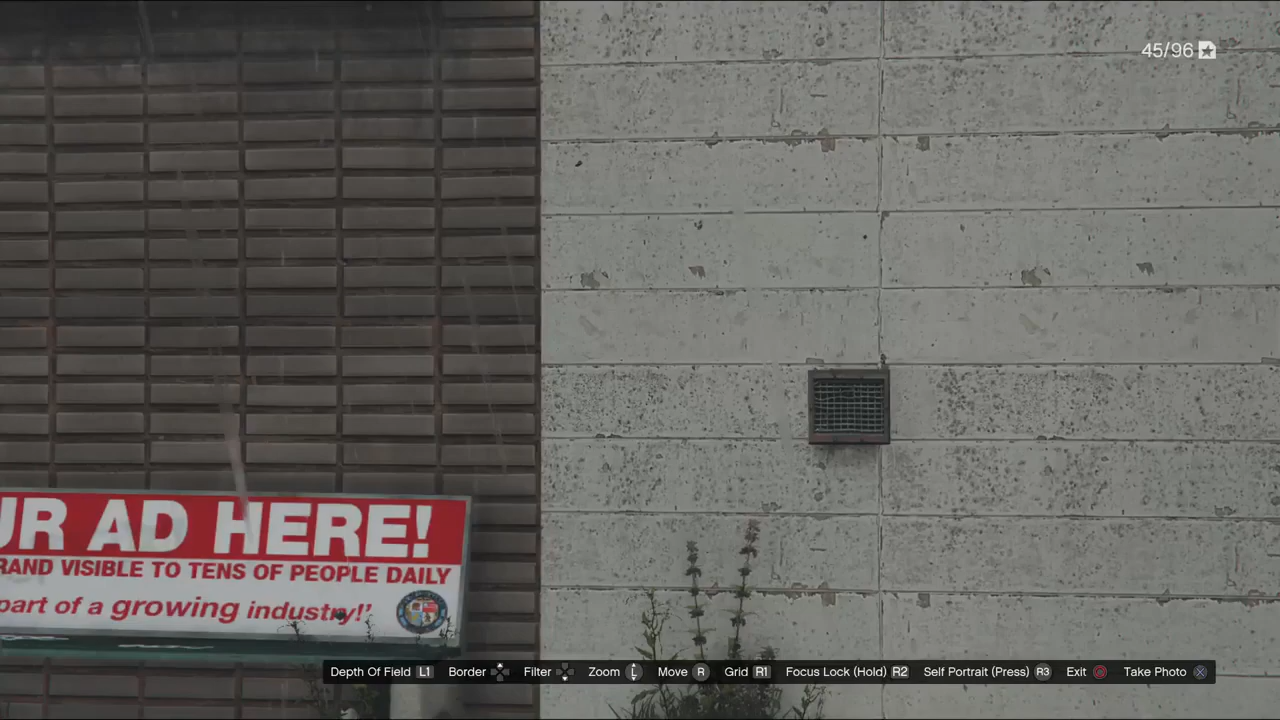 45/96
UR AD HERE!
RAND VISIBLE TO TENS OF PEOPLE DAILY
part of a growing industry!'
Depth Of Field L1 Border Filter Zoom L Move R Grid R1 Focus Lock (Hold) R2 Self Portrait (Press) R3 Exit Take Photo